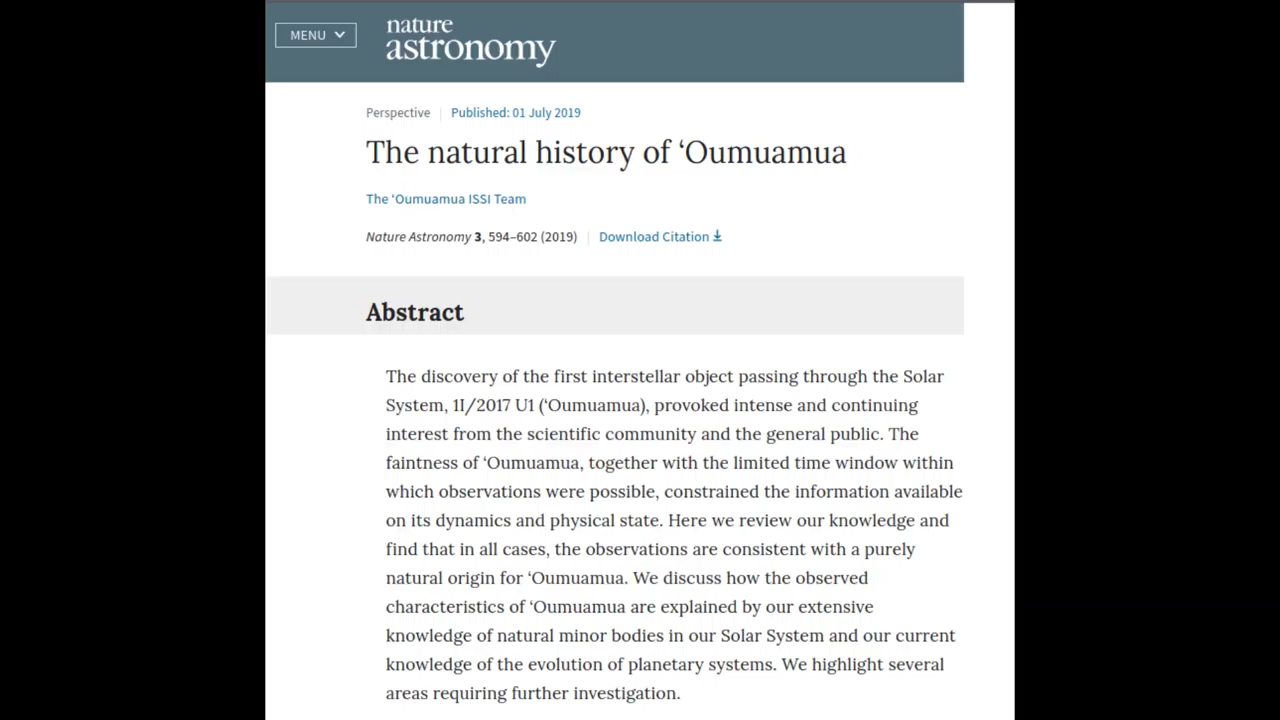 MENU
nature
astronomy
Perspective | Published: 01 July 2019
The natural history of ‘Oumuamua
The ‘Oumuamua ISSI Team
Nature Astronomy 3, 594–602 (2019) | Download Citation
Abstract
The discovery of the first interstellar object passing through the Solar
System, 1I/2017 U1 (‘Oumuamua), provoked intense and continuing
interest from the scientific community and the general public. The
faintness of ‘Oumuamua, together with the limited time window within
which observations were possible, constrained the information available
on its dynamics and physical state. Here we review our knowledge and
find that in all cases, the observations are consistent with a purely
natural origin for ‘Oumuamua. We discuss how the observed
characteristics of ‘Oumuamua are explained by our extensive
knowledge of natural minor bodies in our Solar System and our current
knowledge of the evolution of planetary systems. We highlight several
areas requiring further investigation.